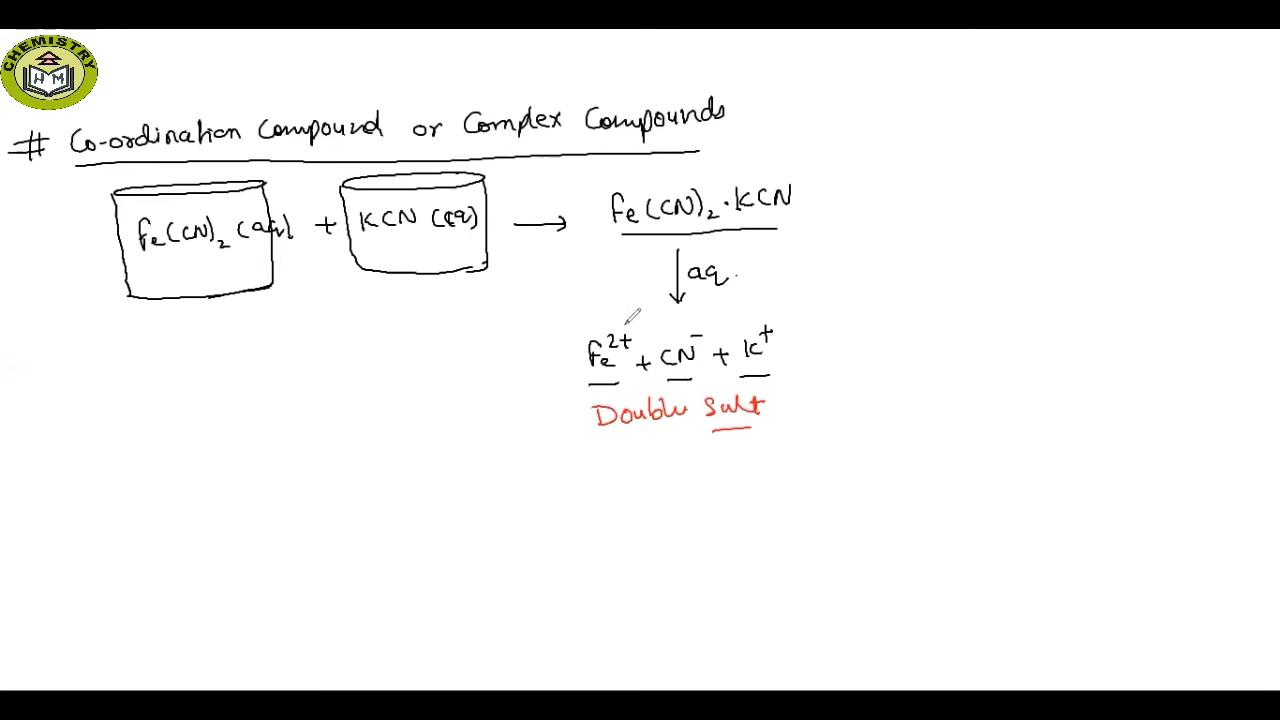 CHEMISTRY
HM
# Co-ordination Compound or Complex Compounds
Fe(CN)₂ (aq) + KCN (aq) → Fe(CN)₂·KCN
↓ aq.
Fe²⁺ + CN⁻ + K⁺
Double Salt